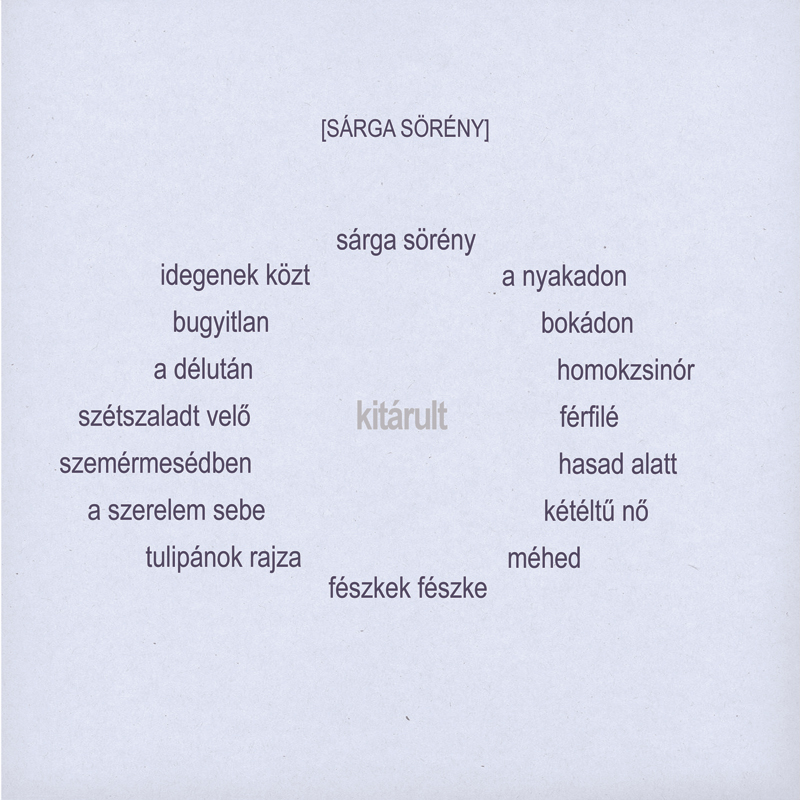 [SÁRGA SÖRÉNY]
sárga sörény
idegenek közt a nyakadon
bugyitlan bokádon
a délután homokzsinór
szétszaladt velő kitárult férfilé
szemérmesédben hasad alatt
a szerelem sebe kétéltű nő
tulipánok rajza méhed
fészkek fészke